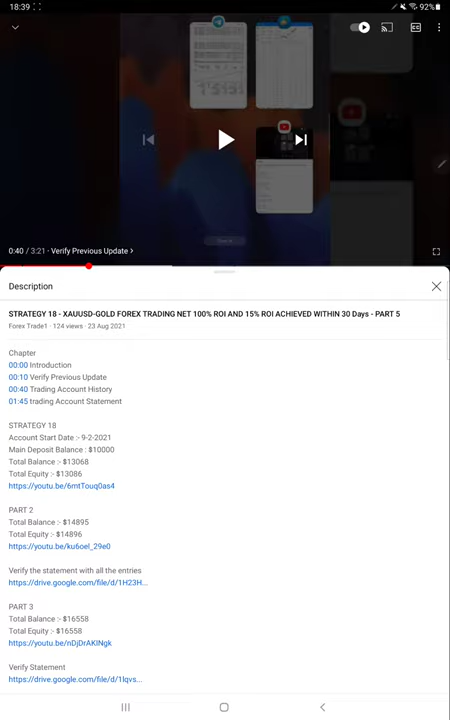 18:39
92%
0:40 / 3:21 · Verify Previous Update >
Description
STRATEGY 18 - XAUUSD-GOLD FOREX TRADING NET 100% ROI AND 15% ROI ACHIEVED WITHIN 30 Days - PART 5
Forex Trade1 · 124 views · 23 Aug 2021
Chapter
00:00 Introduction
00:10 Verify Previous Update
00:40 Trading Account History
01:45 trading Account Statement
STRATEGY 18
Account Start Date :- 9-2-2021
Main Deposit Balance : $10000
Total Balance :- $13068
Total Equity :- $13086
https://youtu.be/6mtTouq0as4
PART 2
Total Balance :- $14895
Total Equity :- $14896
https://youtu.be/ku6oel_29e0
Verify the statement with all the entries
https://drive.google.com/file/d/1H23H...
PART 3
Total Balance :- $16558
Total Equity :- $16558
https://youtu.be/nDjDrAKINgk
Verify Statement
https://drive.google.com/file/d/1lqvs...